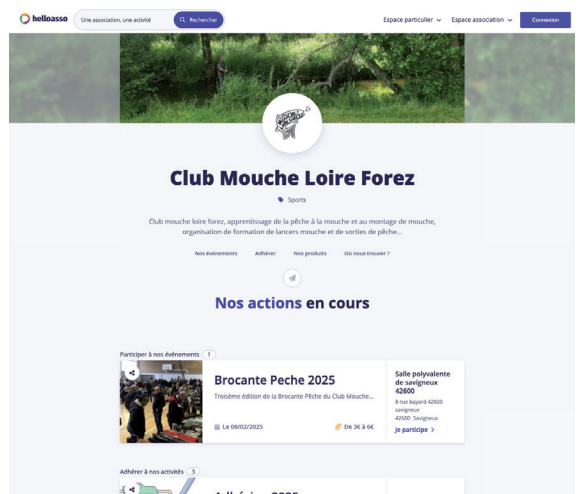 helloasso
Une association, une activité
Rechercher
Espace particulier
Espace association
Connexion
Club Mouche Loire Forez
Sports
Club mouche loire forez, apprentissage de la pêche à la mouche et au montage de mouche,
organisation de formation de lancers mouche et de sorties de pêche...
Nos événements
Adhérer
Nos produits
Où nous trouver ?
Nos actions en cours
Participer à nos événements 1
Brocante Peche 2025
Troisème édition de la Brocante Pêche du Club Mouche...
Le 08/02/2025
De 3€ à 6€
Salle polyvalente
de savigneux
42600
8 rue bayard 42600
savigneux
42600 Savigneux
Je participe >
Adhérer à nos activités 3